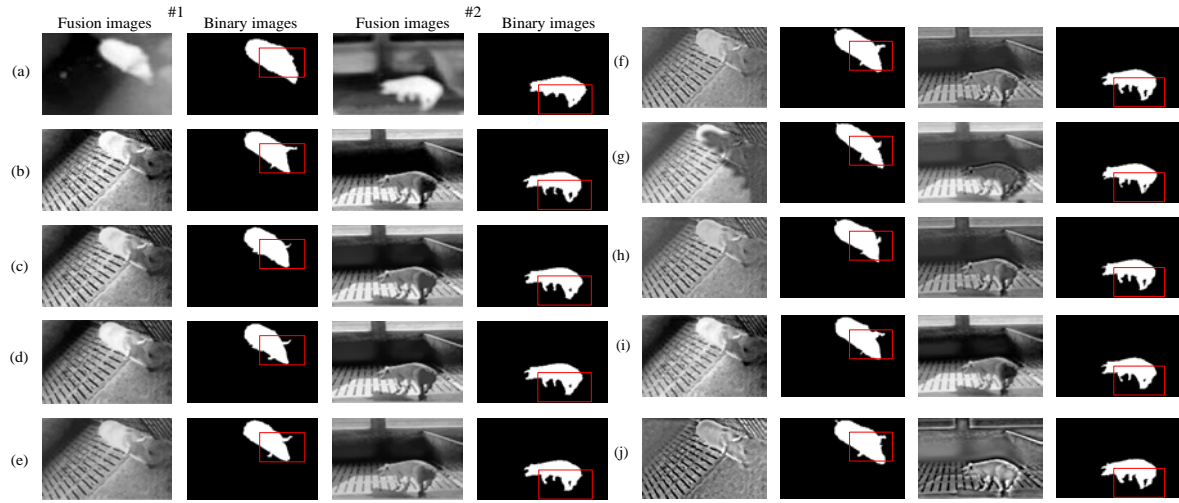 #1 #2
Fusion images Binary images Fusion images Binary images
(a)
(b)
(c)
(d)
(e)
(f)
(g)
(h)
(i)
(j)